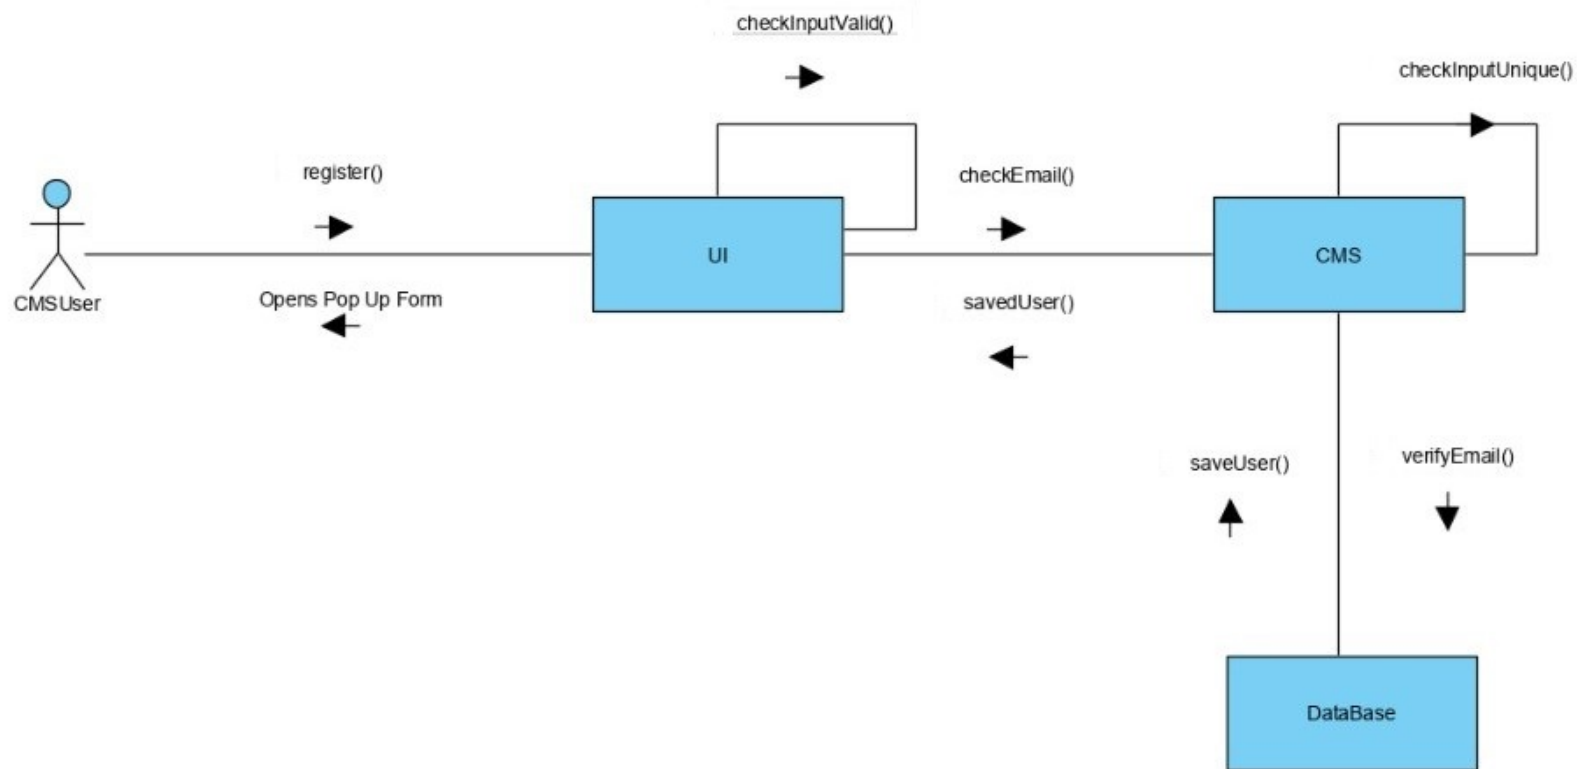 checkInputValid()
checkInputUnique()
register()
checkEmail()
UI
CMS
CMSUser
Opens Pop Up Form
savedUser()
saveUser()
verifyEmail()
DataBase